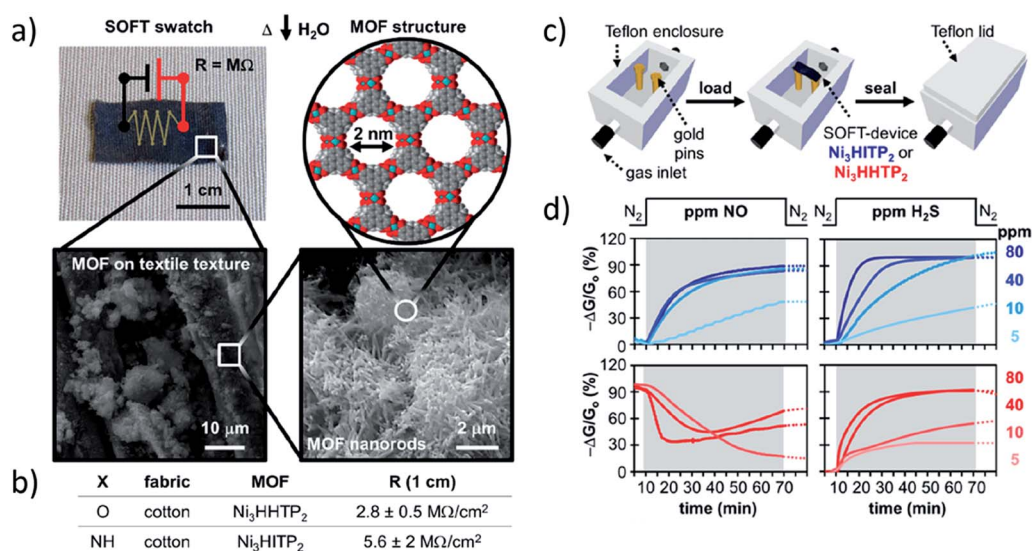 a)
SOFT swatch
Δ ↓ H₂O
MOF structure
R = MΩ
1 cm
2 nm
MOF on textile texture
10 μm
MOF nanorods
2 μm
b)
X fabric MOF R (1 cm)
O cotton Ni₃HHTP₂ 2.8 ± 0.5 MΩ/cm²
NH cotton Ni₃HITP₂ 5.6 ± 2 MΩ/cm²
c)
Teflon enclosure
Teflon lid
load
seal
gold
pins
gas inlet
SOFT-device
Ni₃HITP₂ or
Ni₃HHTP₂
d)
N₂ ppm NO N₂
N₂ ppm H₂S N₂
ppm
-ΔG/G₀ (%)
120
90
60
30
0
80
40
10
5
-ΔG/G₀ (%)
120
90
60
30
0
80
40
10
5
10 20 30 40 50 60 70
time (min)
10 20 30 40 50 60 70
time (min)